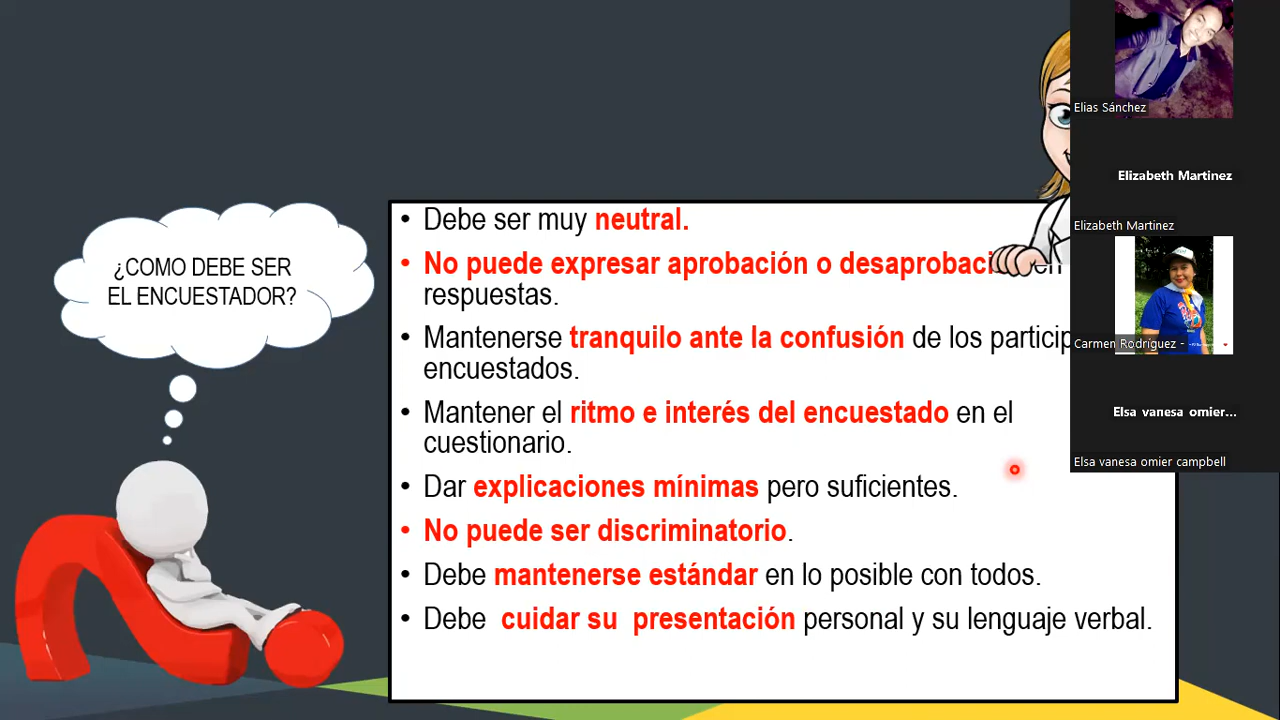 ¿COMO DEBE SER
EL ENCUESTADOR?
• Debe ser muy neutral.
• No puede expresar aprobación o desaprobaci en
respuestas.
• Mantenerse tranquilo ante la confusión de los particip
encuestados.
• Mantener el ritmo e interés del encuestado en el
cuestionario.
• Dar explicaciones mínimas pero suficientes.
• No puede ser discriminatorio.
• Debe mantenerse estándar en lo posible con todos.
• Debe cuidar su presentación personal y su lenguaje verbal.
Elias Sánchez
Elizabeth Martinez
Elizabeth Martinez
Carmen Rodríguez -
Elsa vanesa omier...
Elsa vanesa omier campbell